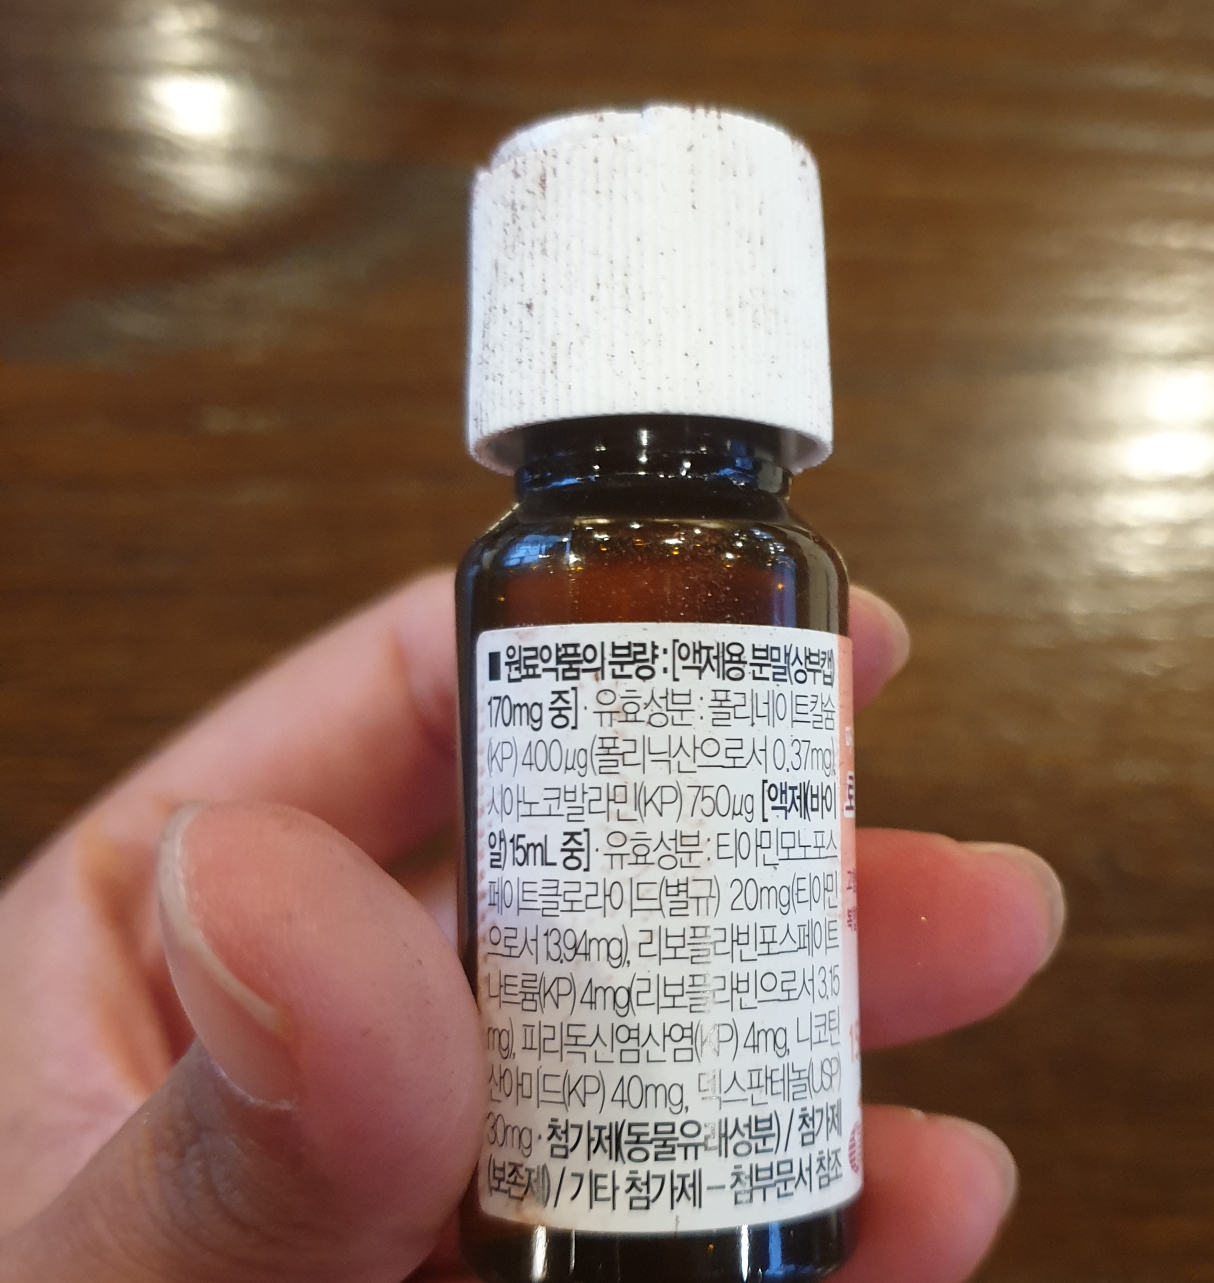 ■ 원료약품의 분량 : [액제용 분말(상부캡)
170mg 중] · 유효성분 : 폴리네이트칼슘
(KP) 400μg(폴리닉산으로서 0.37mg),
시아노코발라민(KP) 750μg [액제(바이
알) 15mL 중] · 유효성분 : 티아민모노포스
페이트클로라이드(별규) 20mg(티아민
으로서 13.94mg), 리보플라빈포스페이트
나트륨(KP) 4mg(리보플라빈으로서 3.15
mg), 피리독신염산염(KP) 4mg, 니코틴
산아미드(KP) 40mg, 덱스판테놀(USP)
30mg · 첨가제(동물유래성분) / 첨가제
(보존제) / 기타 첨가제 – 첨부문서 참조